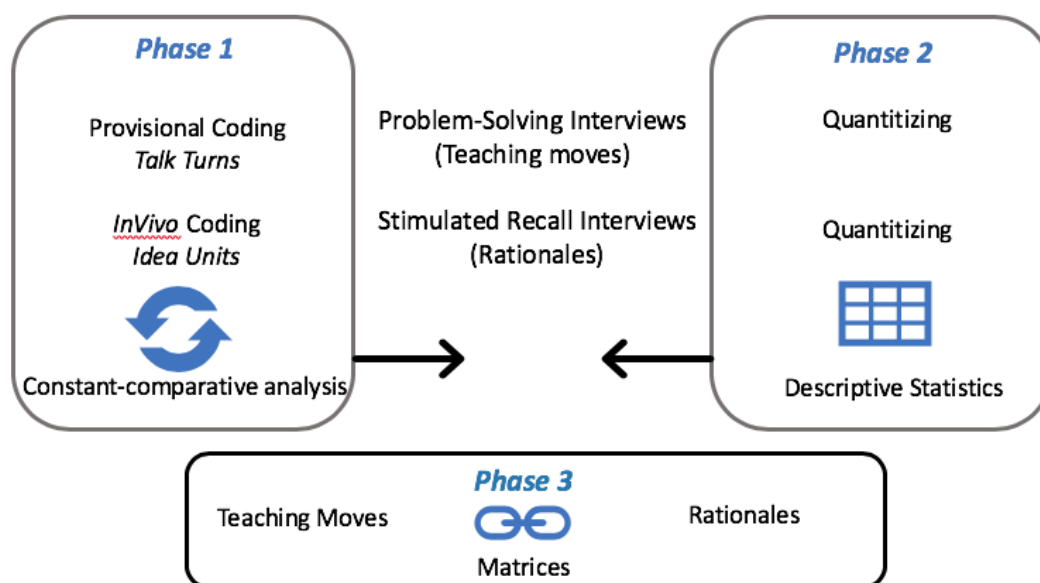 Phase 1
Provisional Coding
Talk Turns
InVivo Coding
Idea Units
Constant-comparative analysis
Problem-Solving Interviews
(Teaching moves)
Stimulated Recall Interviews
(Rationales)
Phase 2
Quantitizing
Quantitizing
Descriptive Statistics
Phase 3
Teaching Moves
Rationales
Matrices